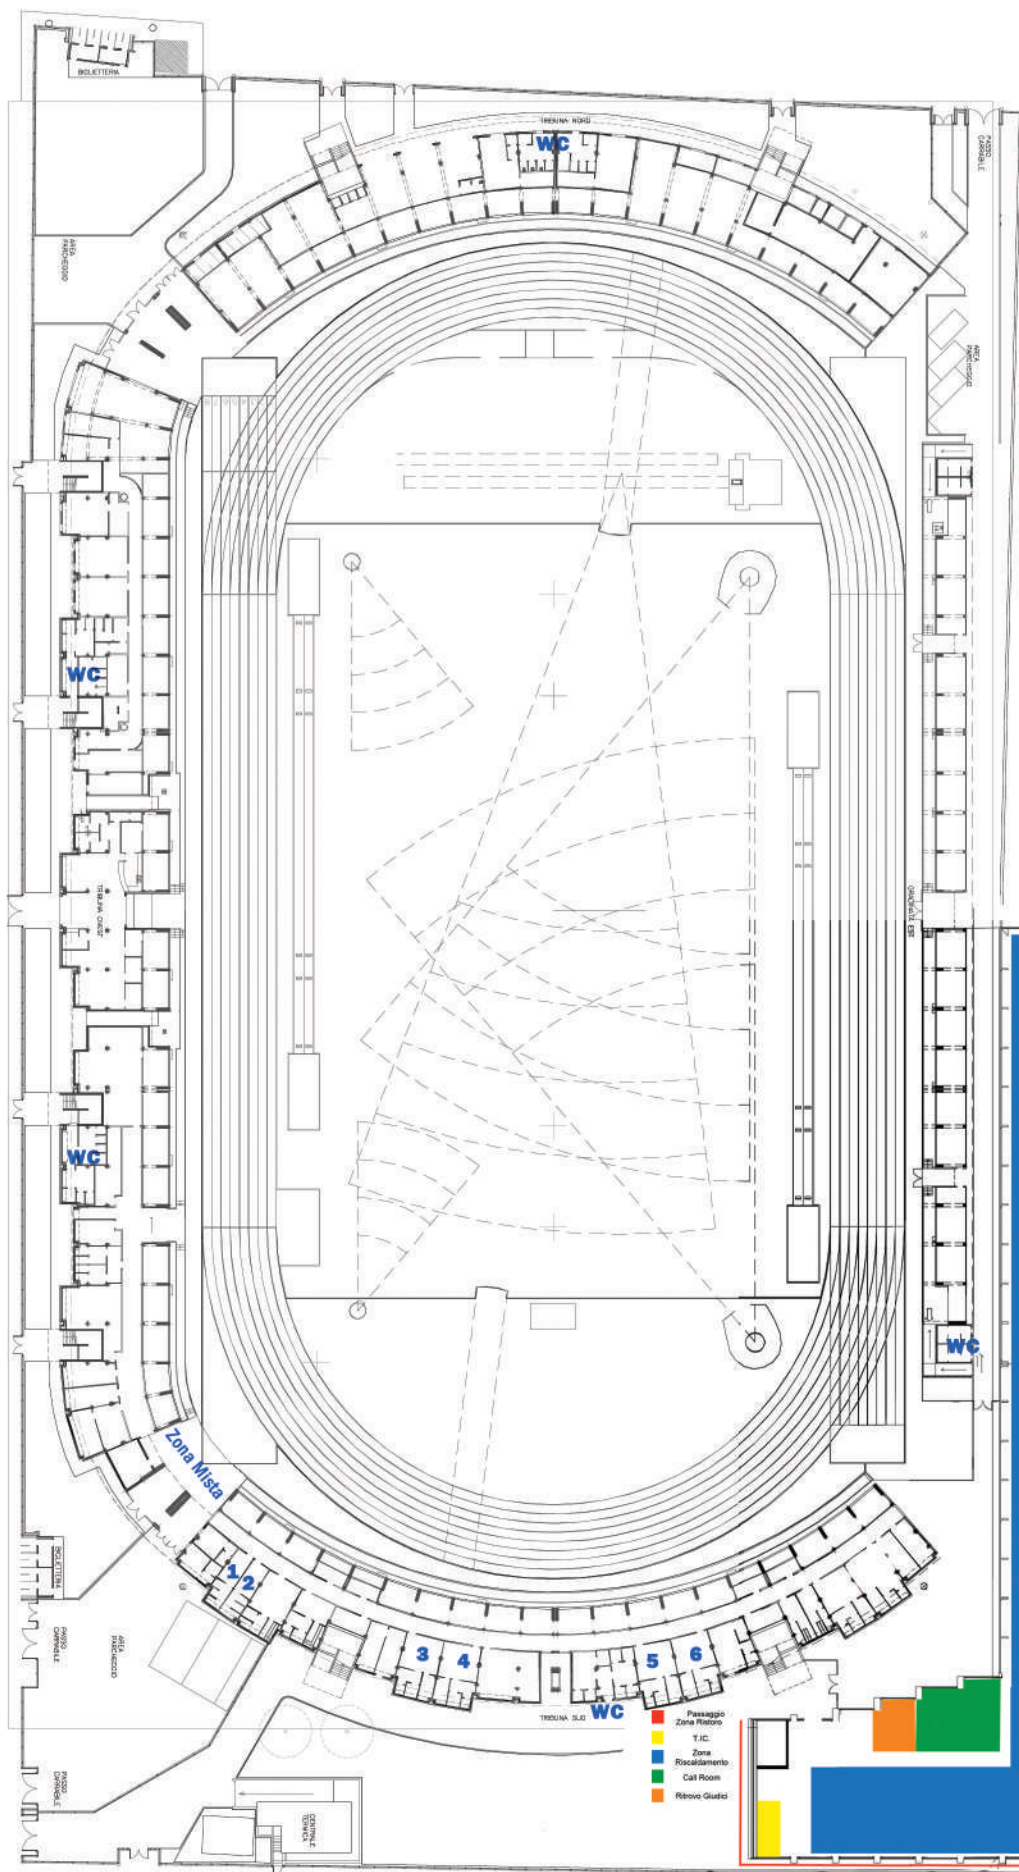 BIGLIETTERIA
TRIBUNA NORD
WC
PASSO
CARRABILE
AREA
PARCHEGGIO
AREA
PARCHEGGIO
WC
TRIBUNA OVEST
GRADINATA EST
WC
WC
Zona Mista
BIGLIETTERIA
1
2
PASSO
CARRABILE
AREA
PARCHEGGIO
3
4
5
6
TRIBUNA SUD
WC
Passaggio
Zona Ristoro
T.I.C.
Zona
Riscaldamento
Call Room
Ritrovo Giudici
PASSO
CARRABILE
CENTRALE
TERMICA